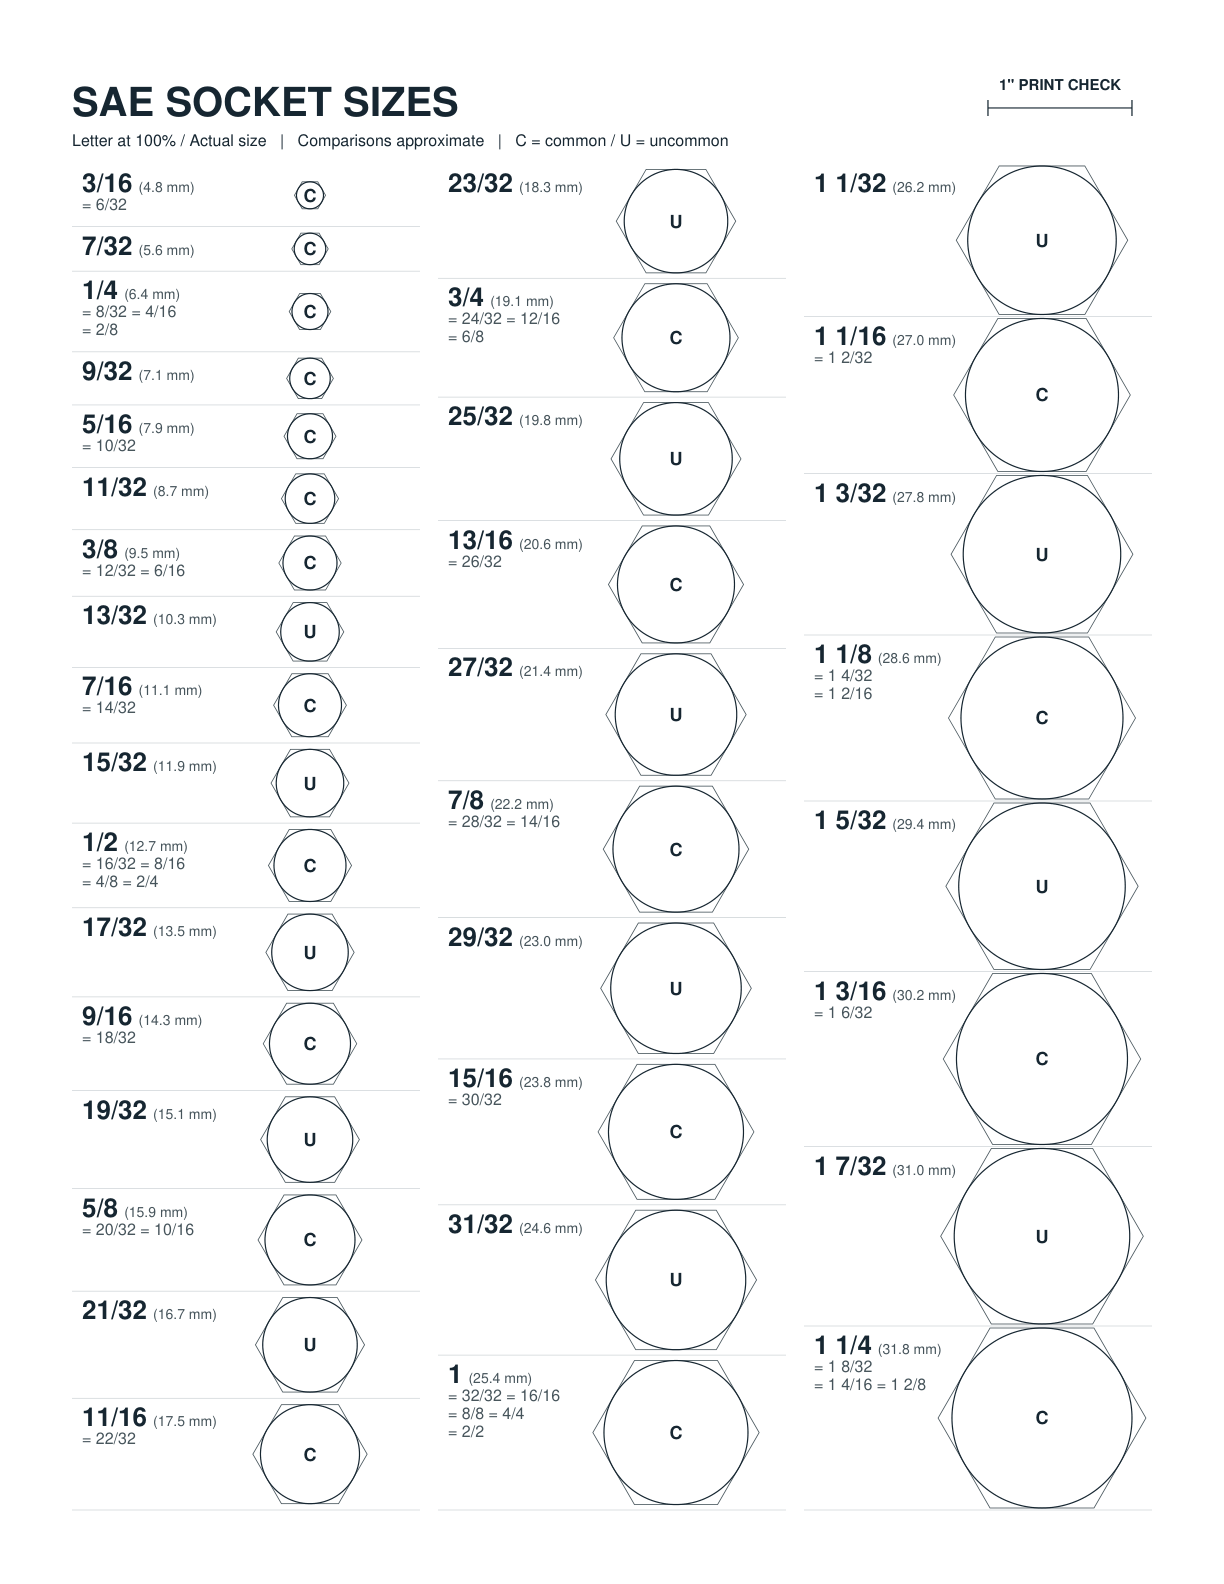 SAE SOCKET SIZES
1" PRINT CHECK
Letter at 100% / Actual size | Comparisons approximate | C = common / U = uncommon
3/16 (4.8 mm)
= 6/32
C
7/32 (5.6 mm)
C
1/4 (6.4 mm)
= 8/32 = 4/16
= 2/8
C
9/32 (7.1 mm)
C
5/16 (7.9 mm)
= 10/32
C
11/32 (8.7 mm)
C
3/8 (9.5 mm)
= 12/32 = 6/16
C
13/32 (10.3 mm)
U
7/16 (11.1 mm)
= 14/32
C
15/32 (11.9 mm)
U
1/2 (12.7 mm)
= 16/32 = 8/16
= 4/8 = 2/4
C
17/32 (13.5 mm)
U
9/16 (14.3 mm)
= 18/32
C
19/32 (15.1 mm)
U
5/8 (15.9 mm)
= 20/32 = 10/16
C
21/32 (16.7 mm)
U
11/16 (17.5 mm)
= 22/32
C
23/32 (18.3 mm)
U
3/4 (19.1 mm)
= 24/32 = 12/16
= 6/8
C
25/32 (19.8 mm)
U
13/16 (20.6 mm)
= 26/32
C
27/32 (21.4 mm)
U
7/8 (22.2 mm)
= 28/32 = 14/16
C
29/32 (23.0 mm)
U
15/16 (23.8 mm)
= 30/32
C
31/32 (24.6 mm)
U
1 (25.4 mm)
= 32/32 = 16/16
= 8/8 = 4/4
= 2/2
C
1 1/32 (26.2 mm)
U
1 1/16 (27.0 mm)
= 1 2/32
C
1 3/32 (27.8 mm)
U
1 1/8 (28.6 mm)
= 1 4/32
= 1 2/16
C
1 5/32 (29.4 mm)
U
1 3/16 (30.2 mm)
= 1 6/32
C
1 7/32 (31.0 mm)
U
1 1/4 (31.8 mm)
= 1 8/32
= 1 4/16 = 1 2/8
C